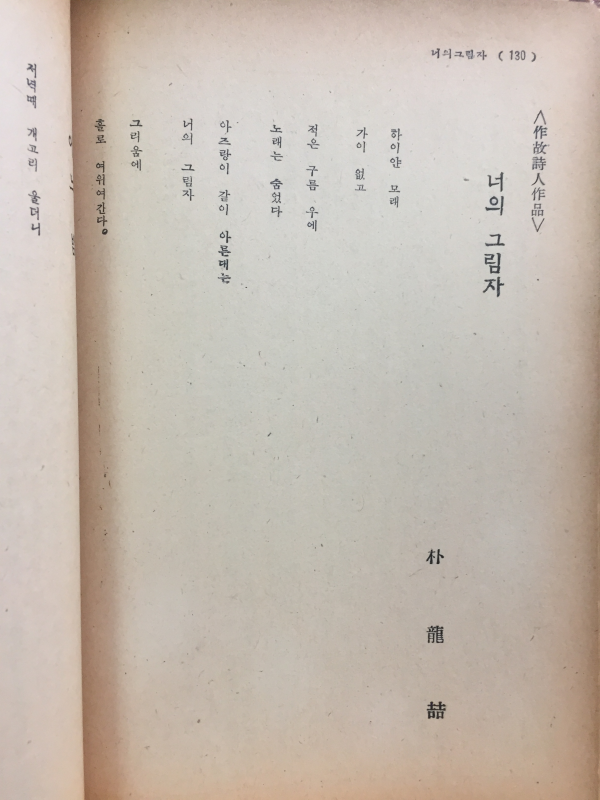 너의그림자 (130)
<作故詩人作品>
너의 그림자
朴龍喆
하이얀 모래
가이 없고
적은 구름 우에
노래는 숨었다
아즈랑이 같이 아른대는
너의 그림자
그리움에
홀로 여위여간다。
저녁때 개고리 울더니